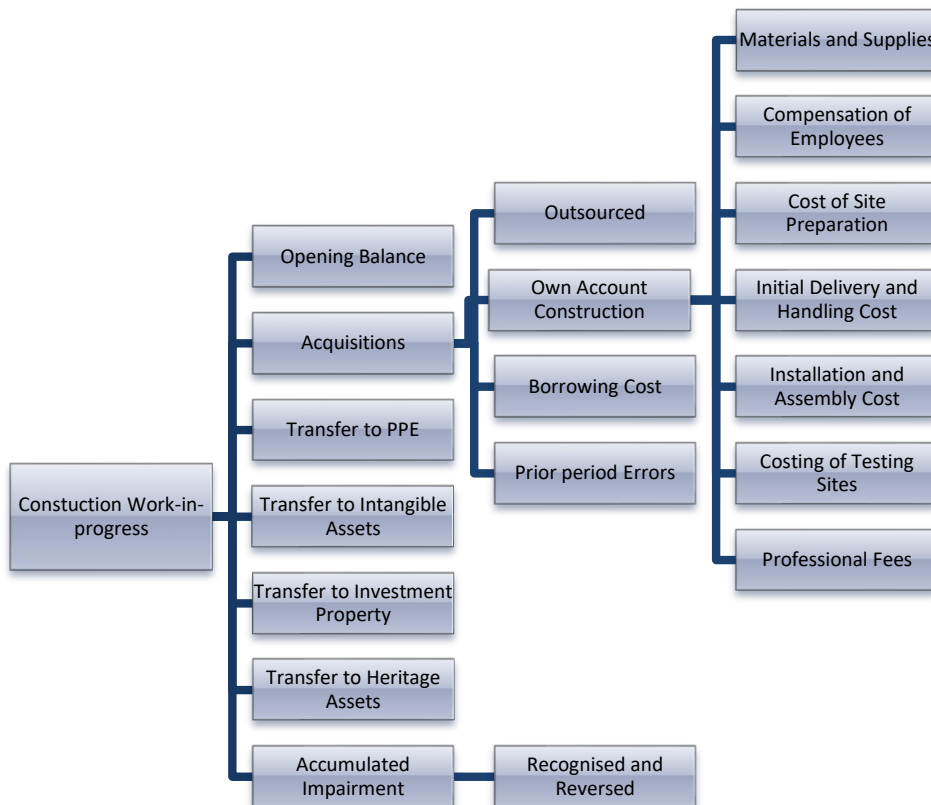 Materials and Supplies
Compensation of
Employees
Cost of Site
Preparation
Outsourced
Opening Balance
Initial Delivery and
Handling Cost
Own Account
Construction
Acquisitions
Installation and
Assembly Cost
Borrowing Cost
Transfer to PPE
Costing of Testing
Sites
Prior period Errors
Constuction Work-in-
progress
Transfer to Intangible
Assets
Professional Fees
Transfer to Investment
Property
Transfer to Heritage
Assets
Accumulated
Impairment
Recognised and
Reversed